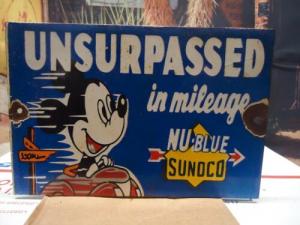 UNSURPASSED
in mileage
NU-BLUE
SUNOCO